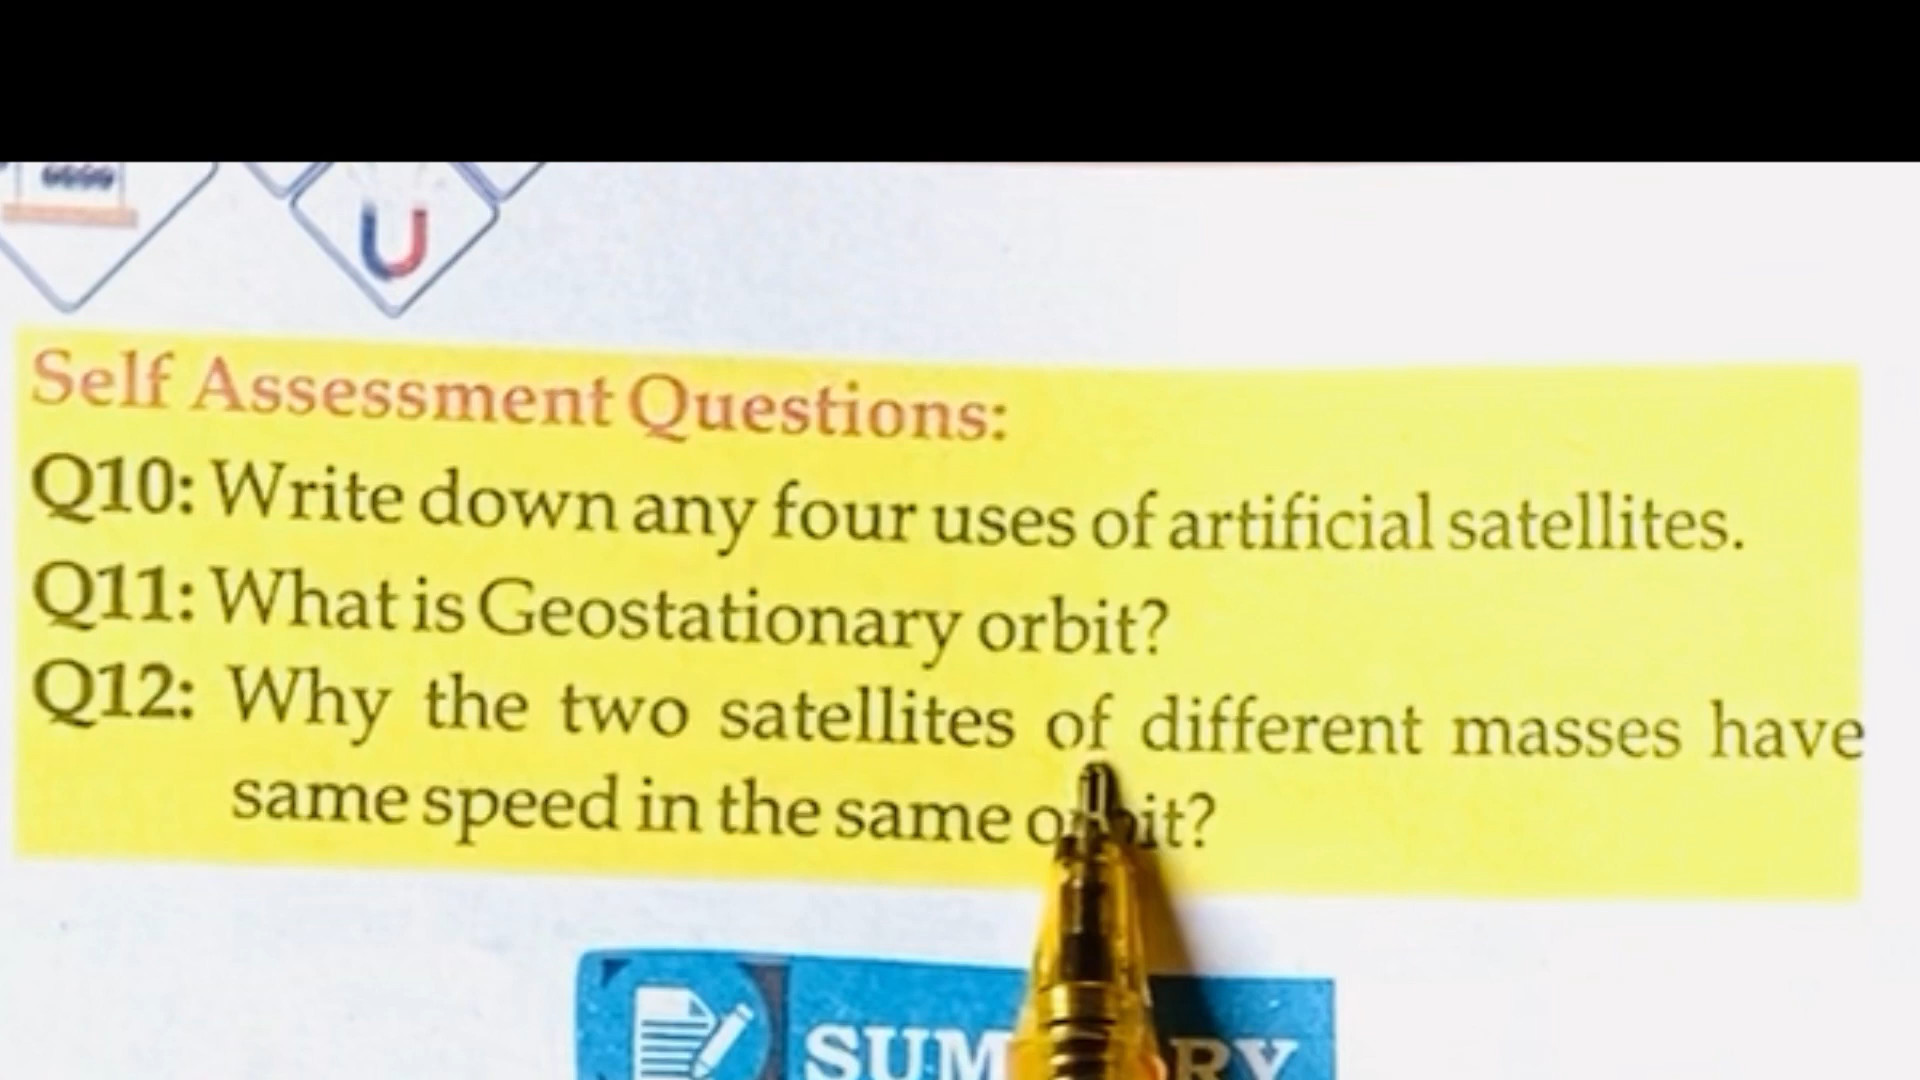 Self Assessment Questions:
Q10: Write down any four uses of artificial satellites.
Q11: What is Geostationary orbit?
Q12: Why the two satellites of different masses have
same speed in the same